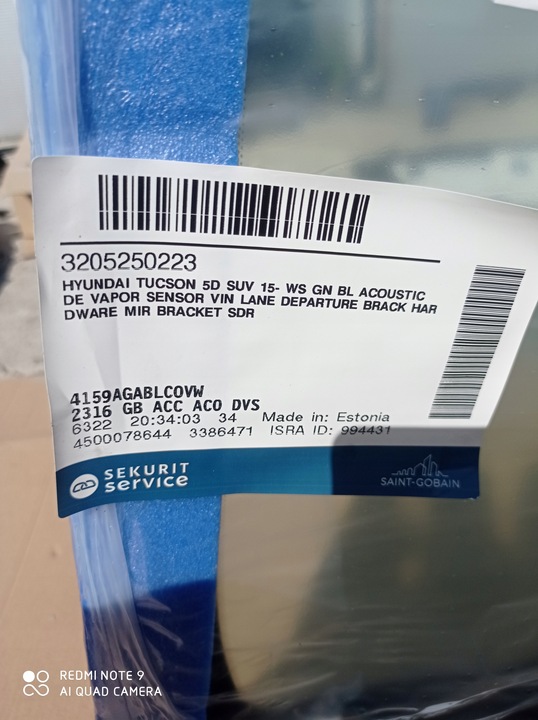 3205250223
HYUNDAI TUCSON 5D SUV 15- WS GN BL ACOUSTIC
DE VAPOR SENSOR VIN LANE DEPARTURE BRACK HAR
DWARE MIR BRACKET SDR
4159AGABLCOVW
2316 GB ACC ACO DVS
6322 20:34:03 34 Made in: Estonia
4500078644 3386471 ISRA ID: 994431
SEKURIT
Service
SAINT-GOBAIN
REDMI NOTE 9
AI QUAD CAMERA